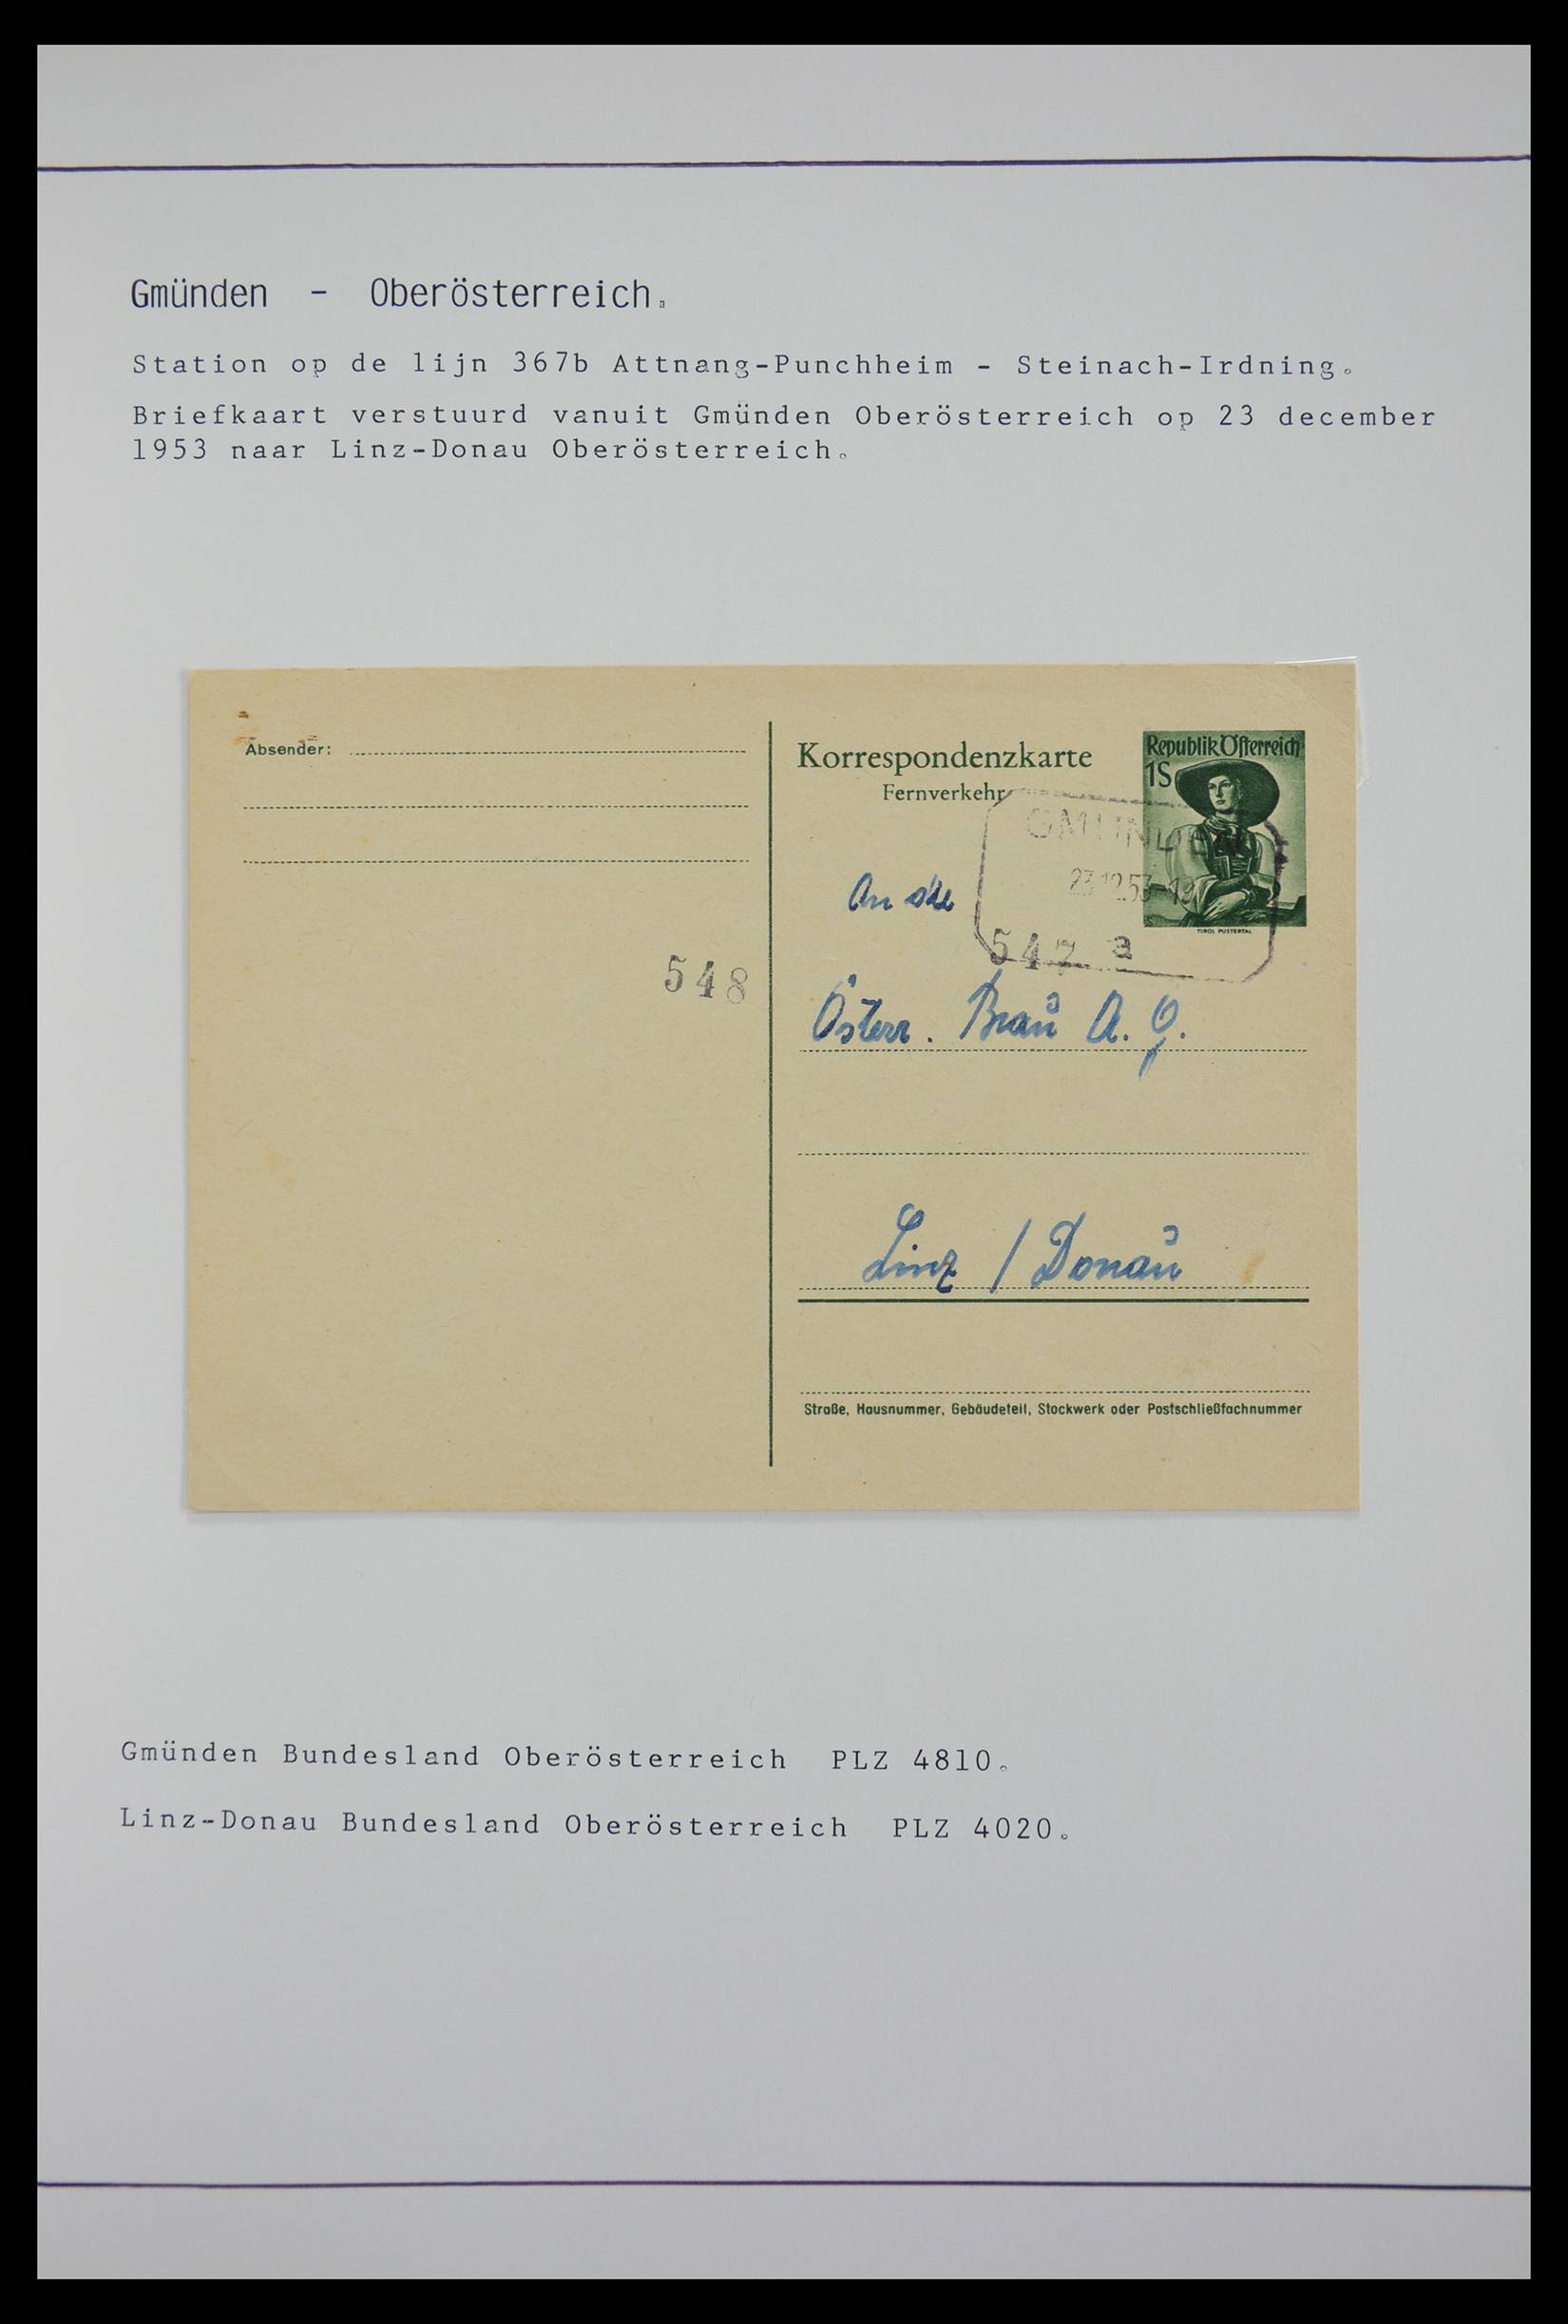 Gmünden - Oberösterreich.
Station op de lijn 367b Attnang-Punchheim - Steinach-Irdning.
Briefkaart verstuurd vanuit Gmünden Oberösterreich op 23 december
1953 naar Linz-Donau Oberösterreich.
Absender:
548
Korrespondenzkarte
Fernverkehr
Republik Österreich
1S
TIROL PUSTERTAL
GMUNDEN
23.12.53-19
547 a
An die
Österr. Brau A. G.
Linz / Donau
Straße, Hausnummer, Gebäudeteil, Stockwerk oder Postschließfachnummer
Gmünden Bundesland Oberösterreich PLZ 4810.
Linz-Donau Bundesland Oberösterreich PLZ 4020.